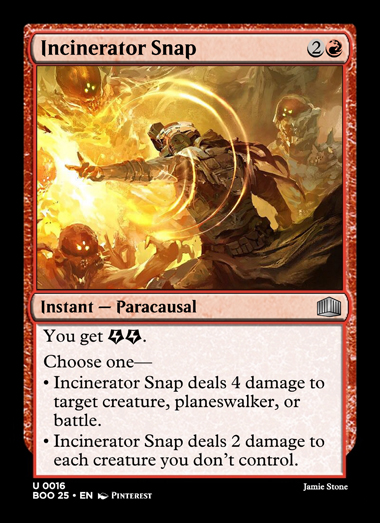 Incinerator Snap 2
Instant — Paracausal
You get.
Choose one—
• Incinerator Snap deals 4 damage to
target creature, planeswalker, or
battle.
• Incinerator Snap deals 2 damage to
each creature you don't control.
U 0016
BOO 25 • EN PINTEREST
Jamie Stone